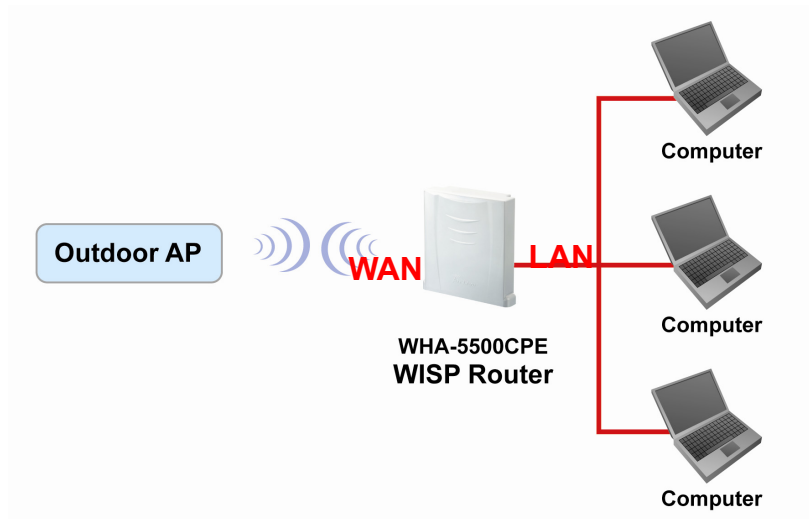 Computer
Outdoor AP
WAN
LAN
WHA-5500CPE
WISP Router
Computer
Computer